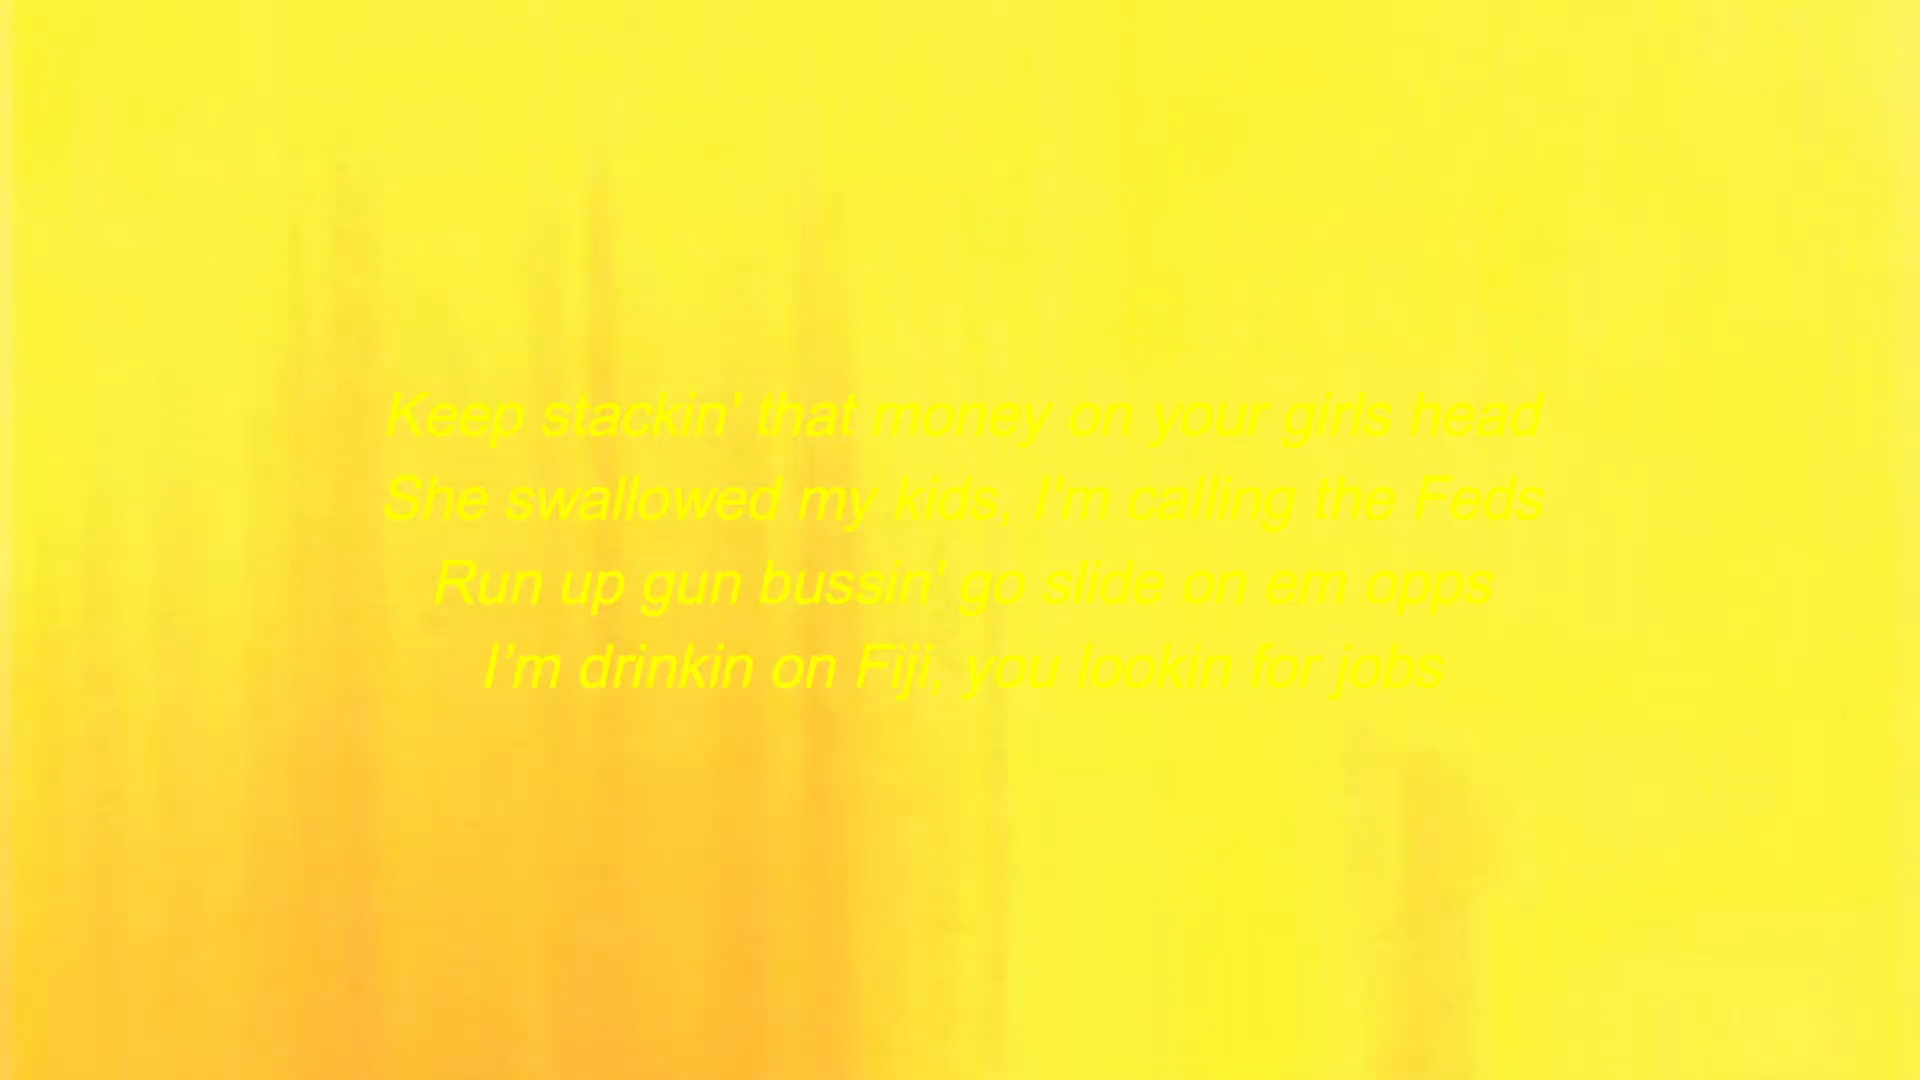 Keep stackin' that money on your girls head
She swallowed my kids, I'm calling the Feds
Run up gun bussin' go slide on em opps
I’m drinkin on Fiji, you lookin for jobs